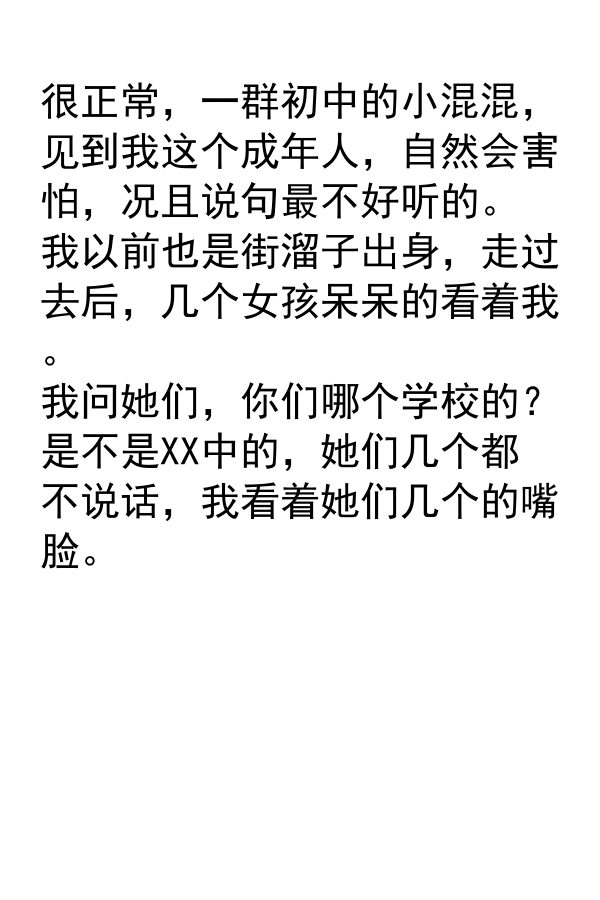 很正常，一群初中的小混混，
见到我这个成年人，自然会害
怕，况且说句最不好听的。
我以前也是街溜子出身，走过
去后，几个女孩呆呆的看着我
。
我问她们，你们哪个学校的？
是不是XX中的，她们几个都
不说话，我看着她们几个的嘴
脸。